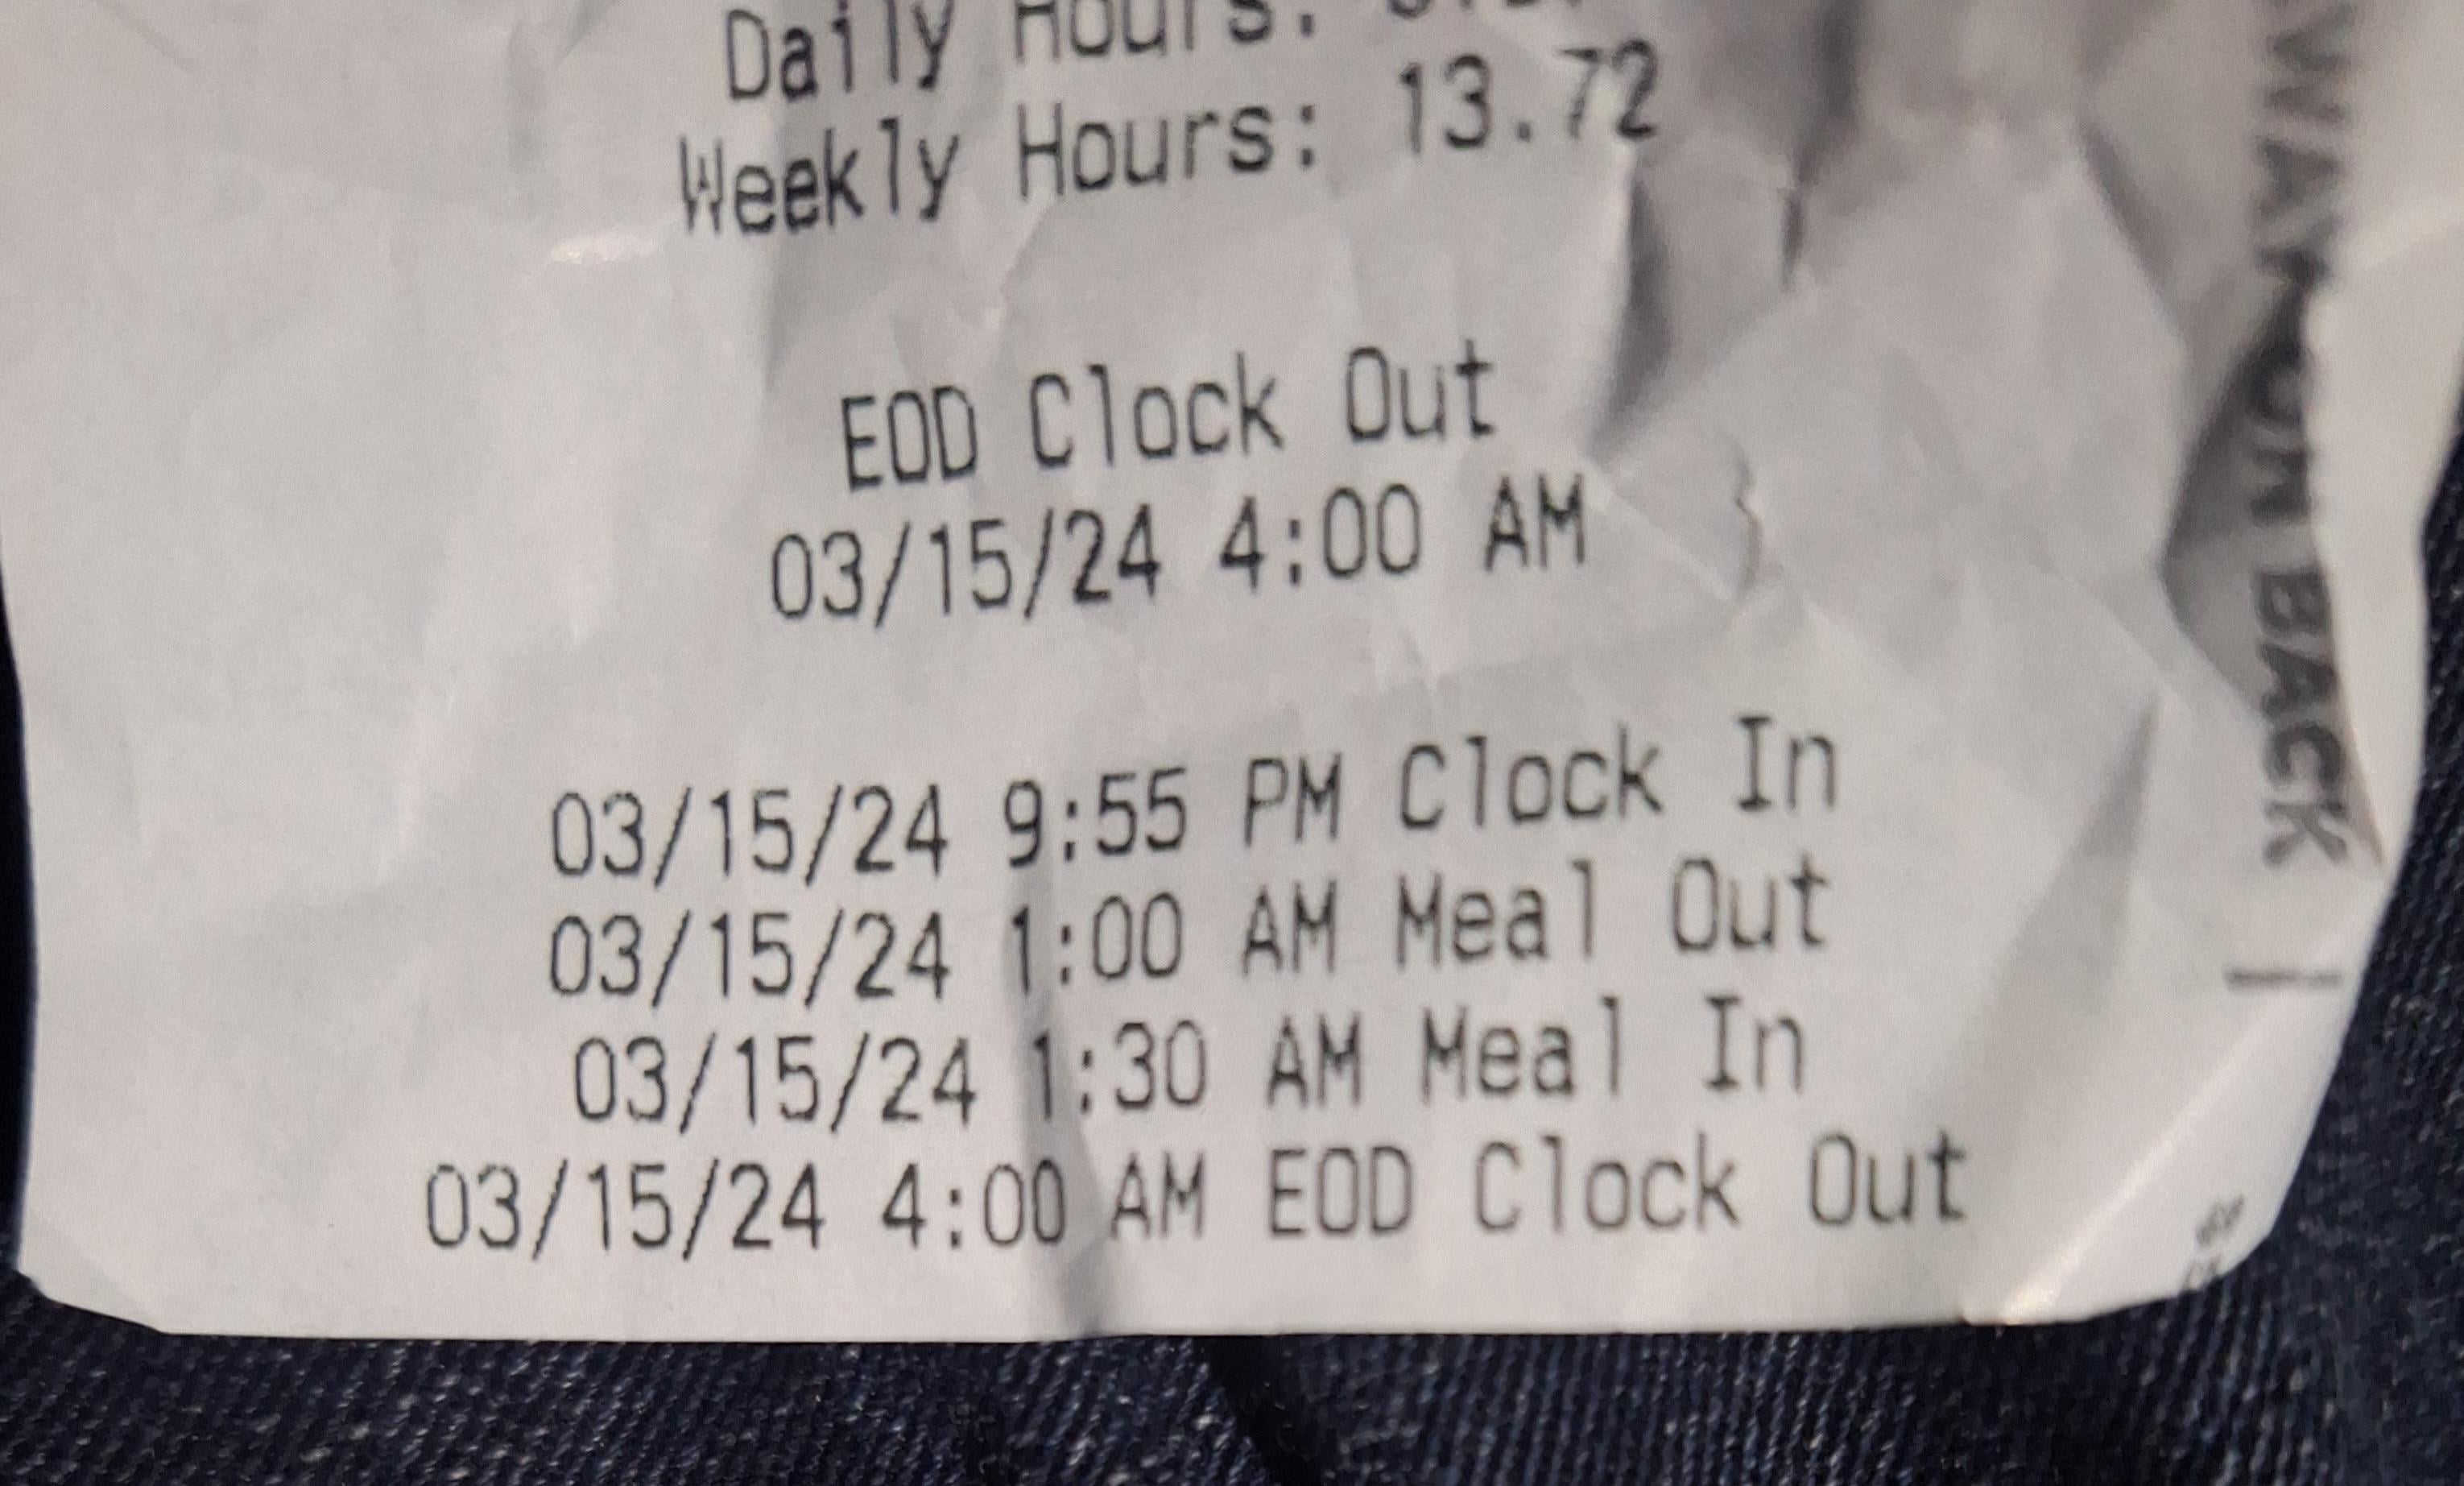 Daily Hours:
Weekly Hours: 13.72
EOD Clock Out
03/15/24 4:00 AM
03/15/24 9:55 PM Clock In
03/15/24 1:00 AM Meal Out
03/15/24 1:30 AM Meal In
03/15/24 4:00 AM EOD Clock Out
ON BACK